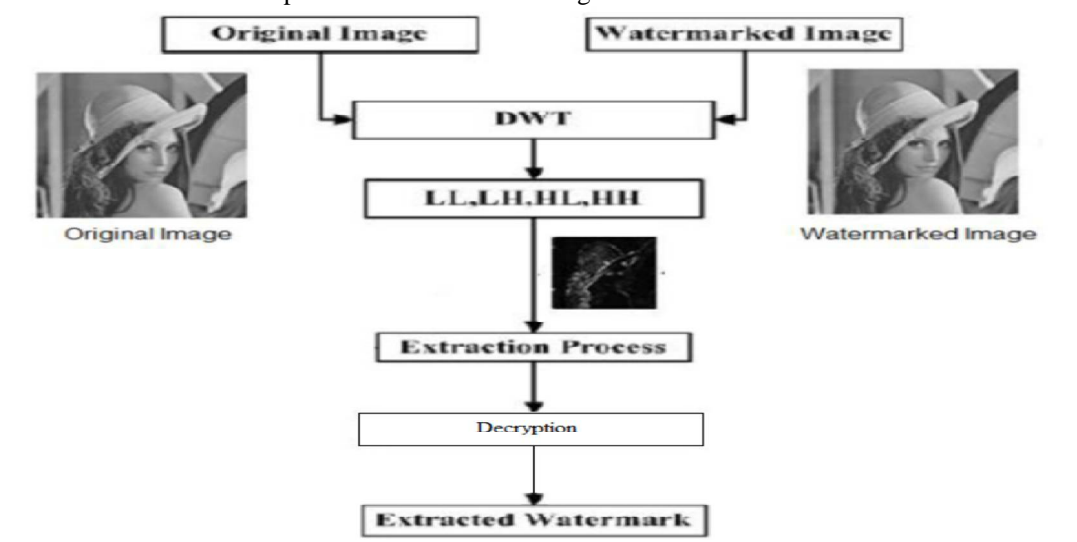 Original Image
Watermarked Image
DWT
LL,LH,HL,HH
Original Image
Watermarked Image
Extraction Process
Decryption
Extracted Watermark